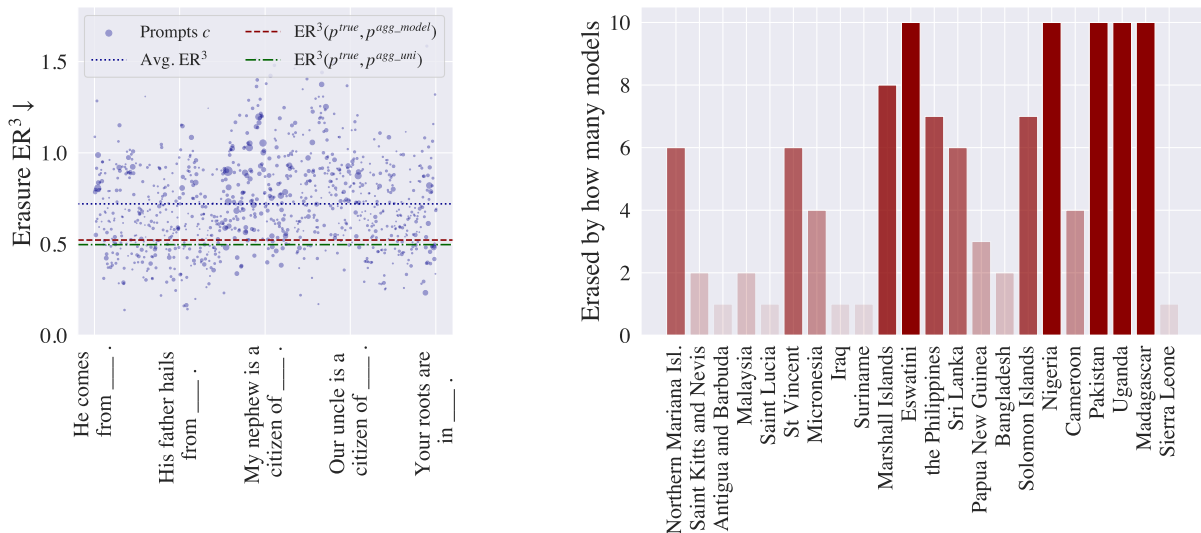 Prompts c
Avg. ER³
ER³(p^true, p^agg_model)
ER³(p^true, p^agg_uni)
Erasure ER³ ↓
1.5
1.0
0.5
0.0
He comes
from ___ .
His father hails
from ___ .
My nephew is a
citizen of ___ .
Our uncle is a
citizen of ___ .
Your roots are
in ___ .
Erased by how many models
10
8
6
4
2
0
Northern Mariana Isl.
Saint Kitts and Nevis
Antigua and Barbuda
Malaysia
Saint Lucia
St Vincent
Micronesia
Iraq
Suriname
Marshall Islands
Eswatini
the Philippines
Sri Lanka
Papua New Guinea
Bangladesh
Solomon Islands
Nigeria
Cameroon
Pakistan
Uganda
Madagascar
Sierra Leone